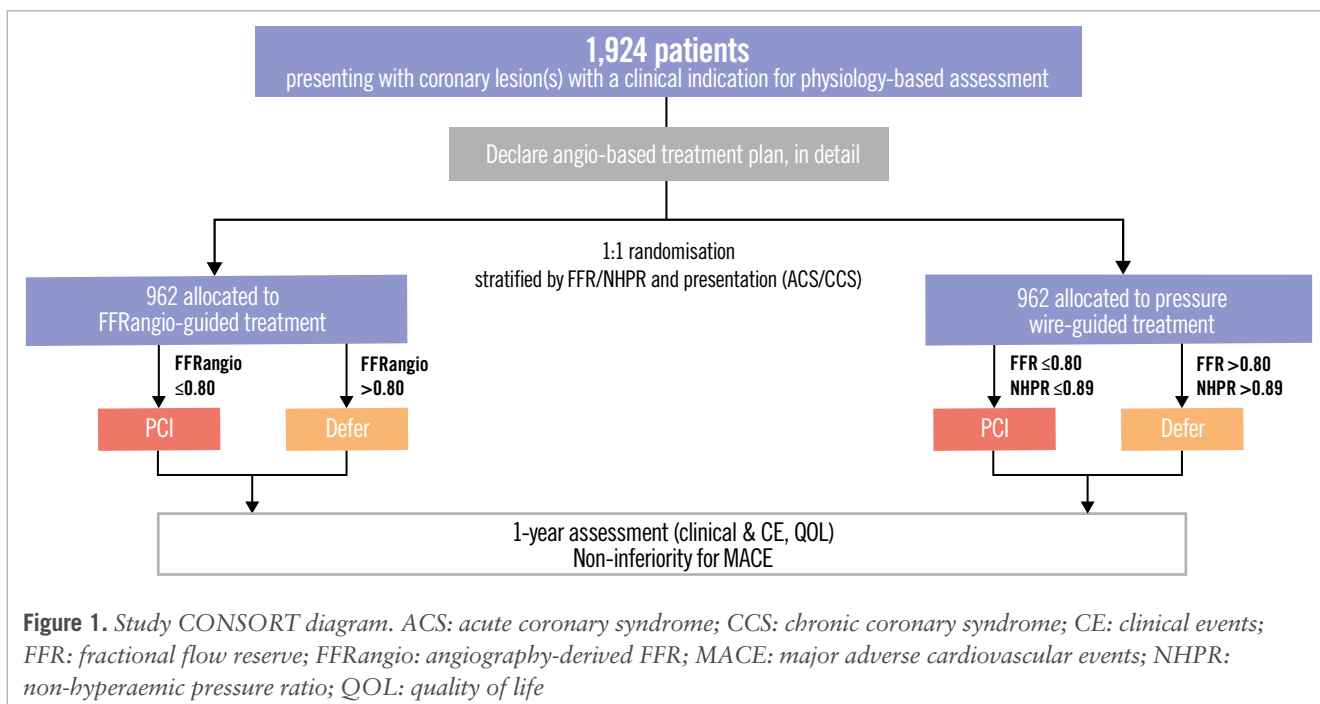 1,924 patients
presenting with coronary lesion(s) with a clinical indication for physiology-based assessment
Declare angio-based treatment plan, in detail
1:1 randomisation
stratified by FFR/NHPR and presentation (ACS/CCS)
962 allocated to
FFRangio-guided treatment
962 allocated to pressure
wire-guided treatment
FFRangio
≤0.80
FFRangio
>0.80
FFR ≤0.80
NHPR ≤0.89
FFR >0.80
NHPR >0.89
PCI
Defer
PCI
Defer
1-year assessment (clinical & CE, QOL)
Non-inferiority for MACE
Figure 1. Study CONSORT diagram. ACS: acute coronary syndrome; CCS: chronic coronary syndrome; CE: clinical events;
FFR: fractional flow reserve; FFRangio: angiography-derived FFR; MACE: major adverse cardiovascular events; NHPR:
non-hyperaemic pressure ratio; QOL: quality of life